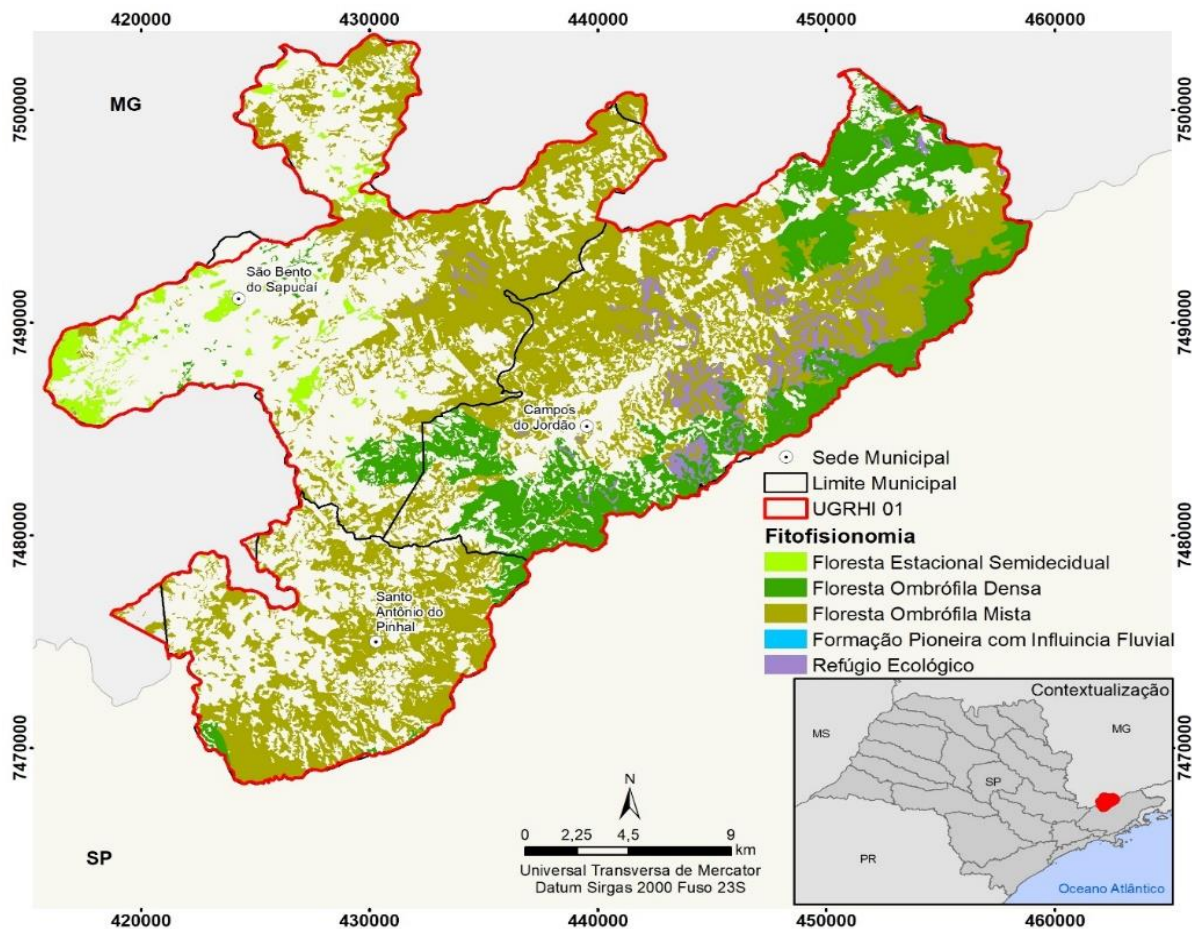 420000 430000 440000 450000 460000
MG
7500000
7500000
São Bento
do Sapucaí
7490000
7490000
Campos
do Jordão
Sede Municipal
Limite Municipal
UGRHI 01
Fitofisionomia
7480000
7480000
Floresta Estacional Semidecidual
Floresta Ombrófila Densa
Floresta Ombrófila Mista
Formação Pioneira com Influincia Fluvial
Refúgio Ecológico
Santo
Antônio do
Pinhal
Contextualização
MS
MG
SP
PR
Oceano Atlântico
7470000
7470000
N
0 2,25 4,5 9
km
Universal Transversa de Mercator
Datum Sirgas 2000 Fuso 23S
SP
420000 430000 440000 450000 460000